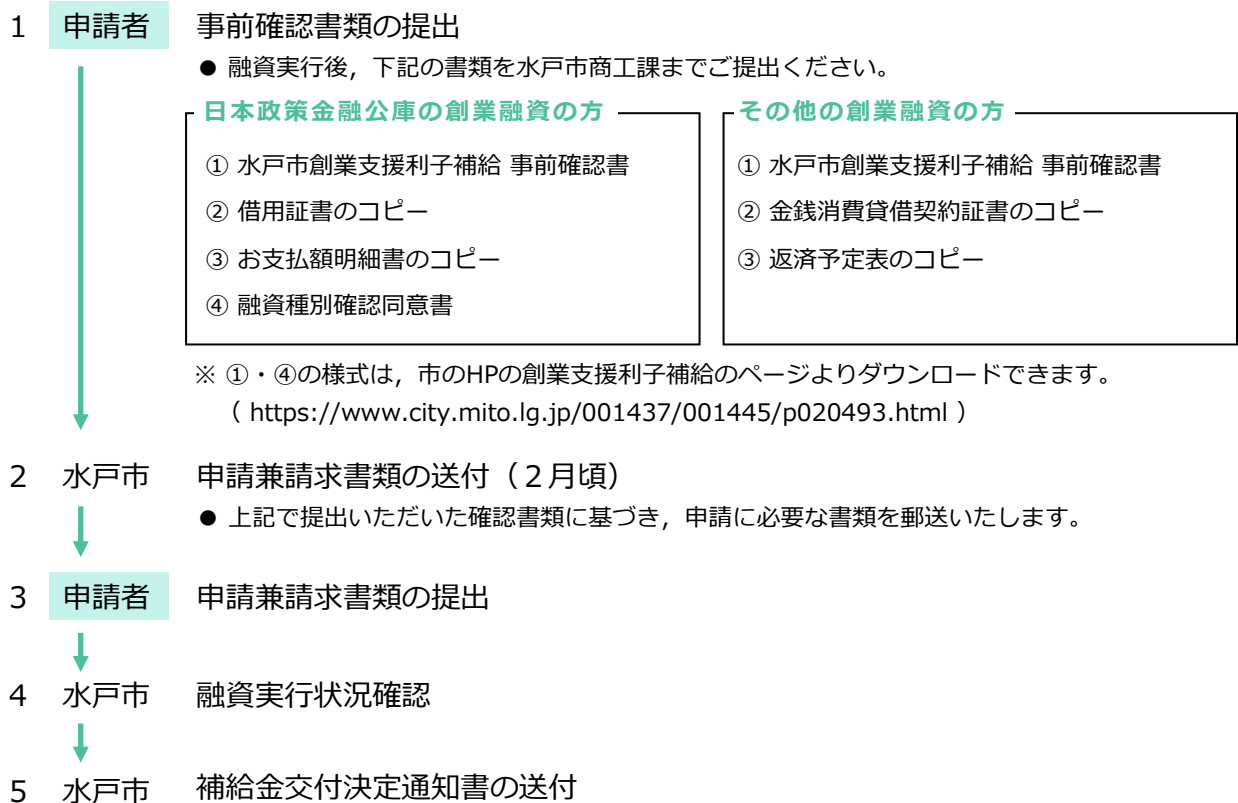 1 申請者 事前確認書類の提出
● 融資実行後，下記の書類を水戸市商工課までご提出ください。
日本政策金融公庫の創業融資の方
① 水戸市創業支援利子補給 事前確認書
② 借用証書のコピー
③ お支払額明細書のコピー
④ 融資種別確認同意書
その他の創業融資の方
① 水戸市創業支援利子補給 事前確認書
② 金銭消費貸借契約証書のコピー
③ 返済予定表のコピー
※ ①・④の様式は，市のHPの創業支援利子補給のページよりダウンロードできます。
（ https://www.city.mito.lg.jp/001437/001445/p020493.html ）
2 水戸市 申請兼請求書類の送付（２月頃）
● 上記で提出いただいた確認書類に基づき，申請に必要な書類を郵送いたします。
3 申請者 申請兼請求書類の提出
4 水戸市 融資実行状況確認
5 水戸市 補給金交付決定通知書の送付